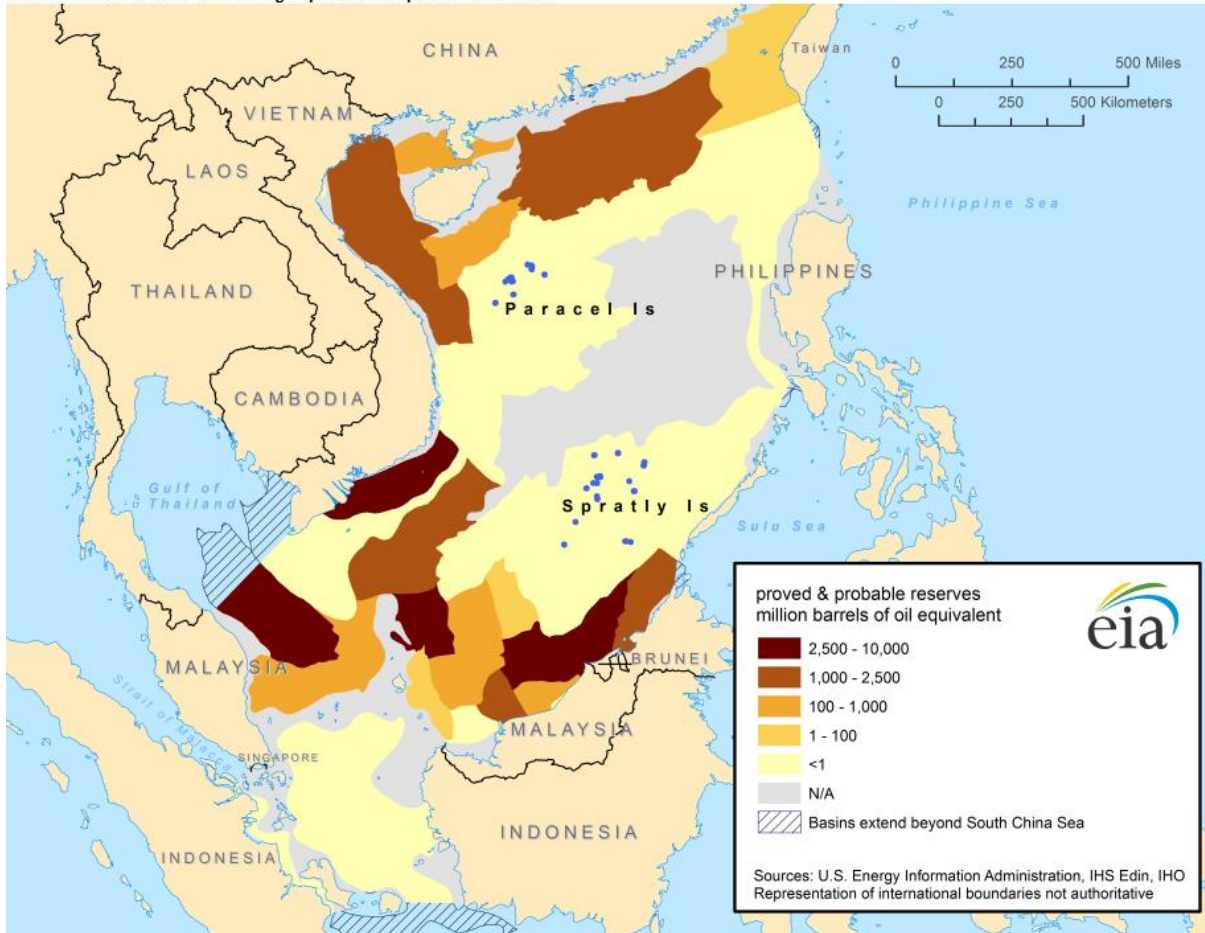 CHINA
Taiwan
0 250 500 Miles
0 250 500 Kilometers
VIETNAM
LAOS
Philippine Sea
THAILAND
PHILIPPINES
Paracel Is
CAMBODIA
Gulf of
Thailand
Spratly Is
Sulu Sea
MALAYSIA
BRUNEI
Strait of Malacca
MALAYSIA
SINGAPORE
INDONESIA
INDONESIA
proved & probable reserves
million barrels of oil equivalent
eia
2,500 - 10,000
1,000 - 2,500
100 - 1,000
1 - 100
<1
N/A
Basins extend beyond South China Sea
Sources: U.S. Energy Information Administration, IHS Edin, IHO
Representation of international boundaries not authoritative